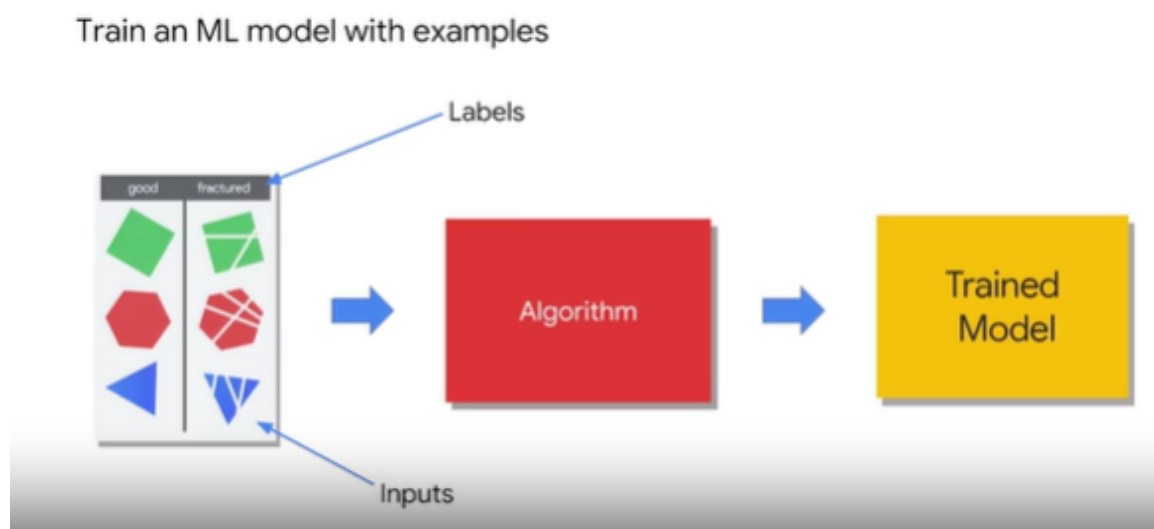 Train an ML model with examples
Labels
good fractured
Algorithm
Trained
Model
Inputs